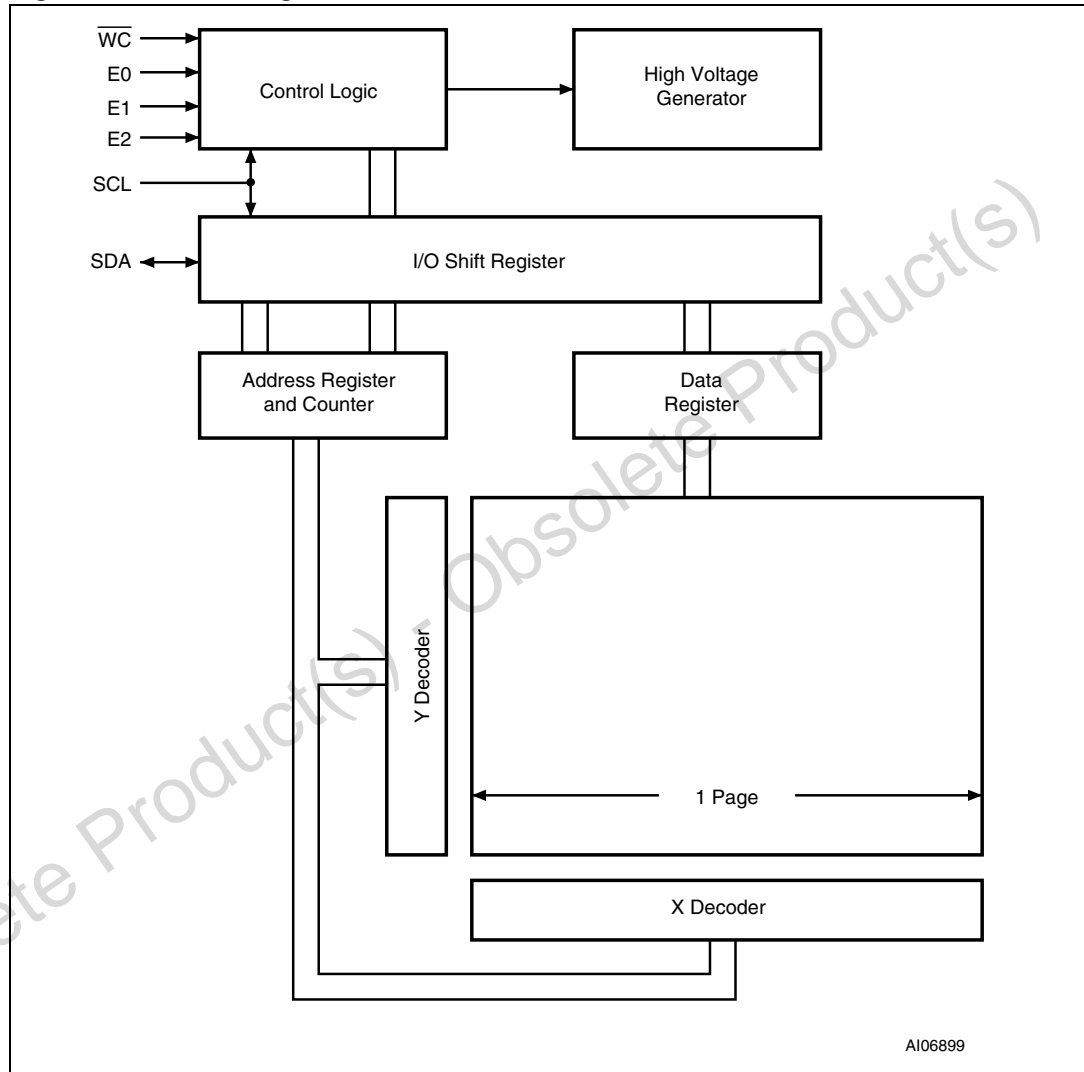 WC
E0
E1
E2
SCL
SDA
Control Logic
High Voltage
Generator
I/O Shift Register
Address Register
and Counter
Data
Register
Y Decoder
1 Page
X Decoder
AI06899
ete Product(s) - Obsolete Product(s)